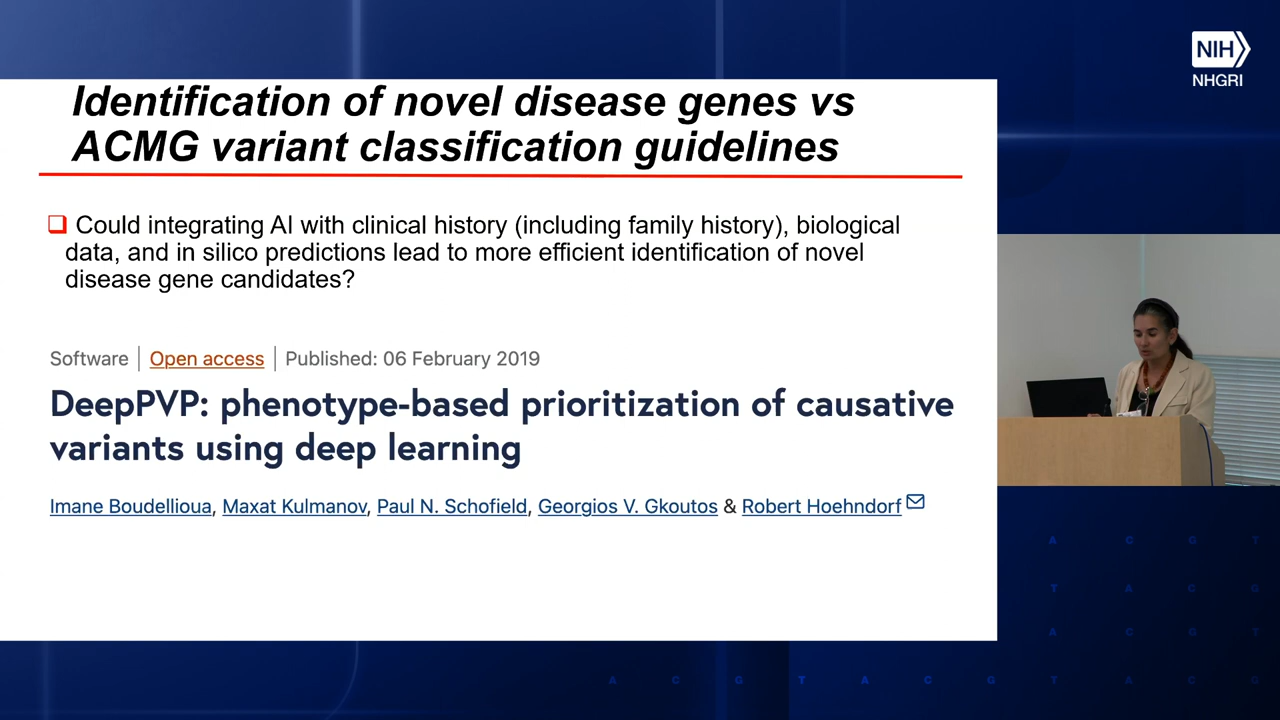 NIH
NHGRI
Identification of novel disease genes vs
ACMG variant classification guidelines
Could integrating AI with clinical history (including family history), biological
data, and in silico predictions lead to more efficient identification of novel
disease gene candidates?
Software | Open access | Published: 06 February 2019
DeepPVP: phenotype-based prioritization of causative
variants using deep learning
Imane Boudellioua, Maxat Kulmanov, Paul N. Schofield, Georgios V. Gkoutos & Robert Hoehndorf
A C G T
T A C G
A C G T
A C G T A C G T A C G